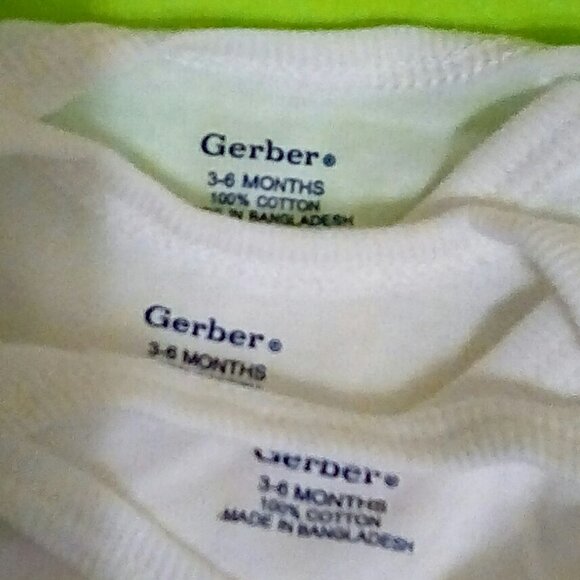 Gerber®
3-6 MONTHS
100% COTTON
IN BANGLADESH
Gerber®
3-6 MONTHS
Gerber®
3-6 MONTHS
100% COTTON
MADE IN BANGLADESH